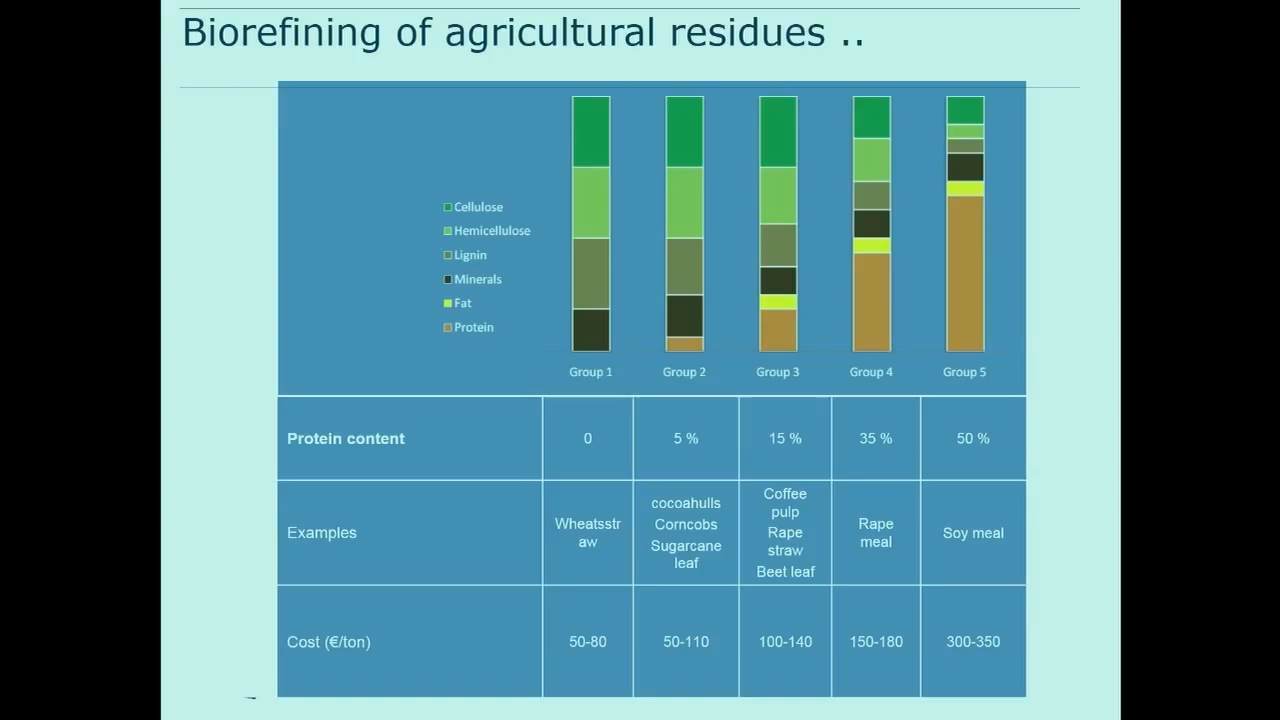 Biorefining of agricultural residues ..
Cellulose
Hemicellulose
Lignin
Minerals
Fat
Protein
Group 1 Group 2 Group 3 Group 4 Group 5
Protein content 0 5 % 15 % 35 % 50 %
Examples
Wheatsstr
aw
cocoahulls
Corncobs
Sugarcane
leaf
Coffee
pulp
Rape
straw
Beet leaf
Rape
meal
Soy meal
Cost (€/ton) 50-80 50-110 100-140 150-180 300-350